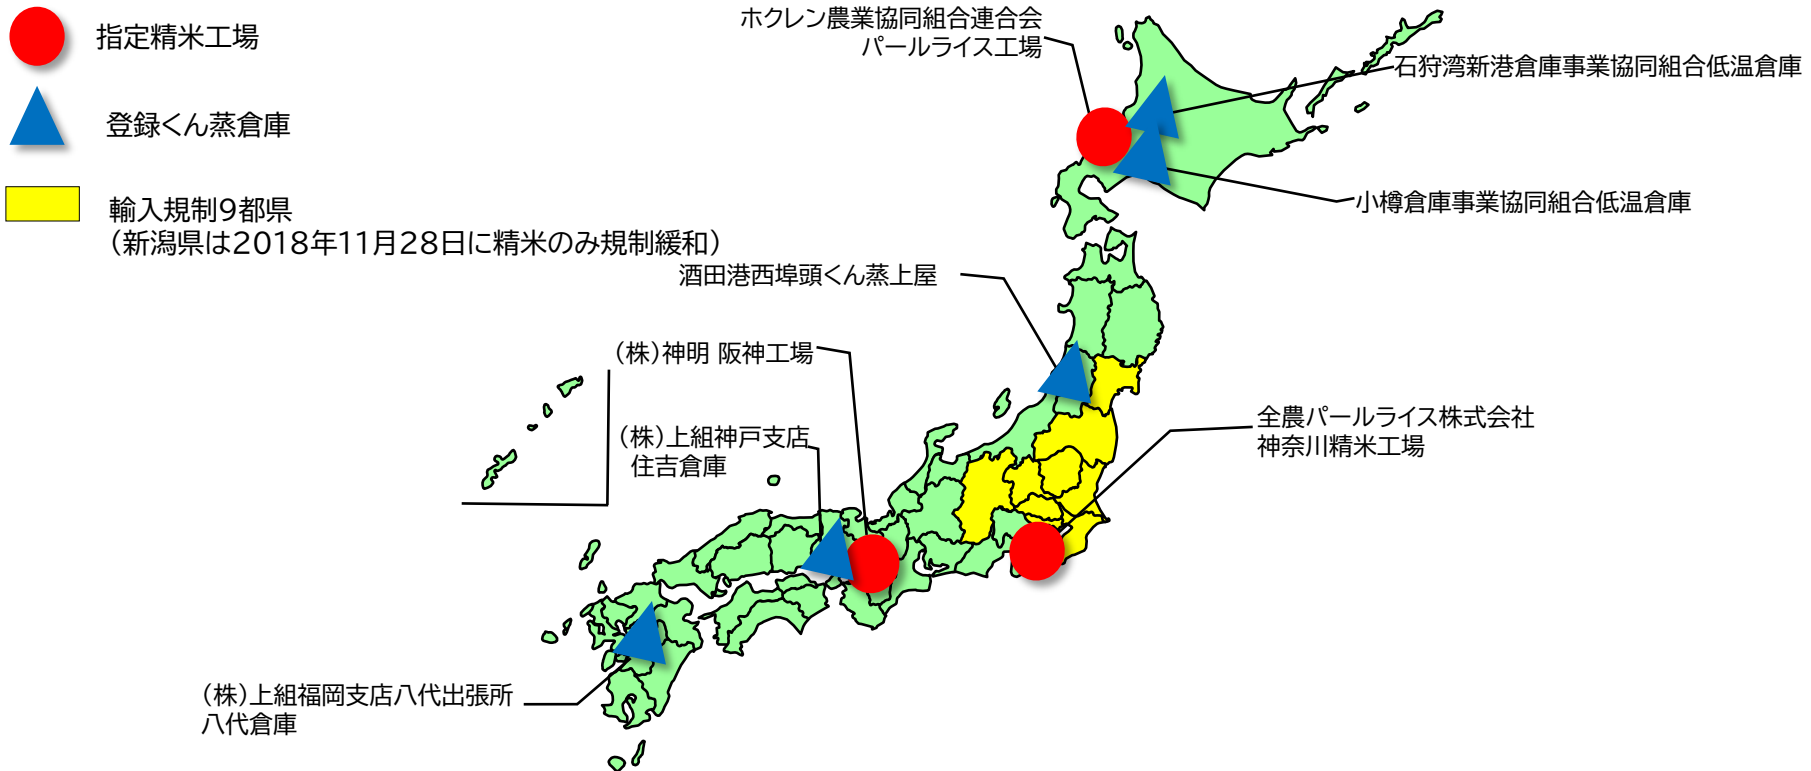 指定精米工場
登録くん蒸倉庫
輸入規制9都県
(新潟県は2018年11月28日に精米のみ規制緩和)
ホクレン農業協同組合連合会
パールライス工場
石狩湾新港倉庫事業協同組合低温倉庫
小樽倉庫事業協同組合低温倉庫
酒田港西埠頭くん蒸上屋
(株)神明 阪神工場
(株)上組神戸支店
住吉倉庫
全農パールライス株式会社
神奈川精米工場
(株)上組福岡支店八代出張所
八代倉庫